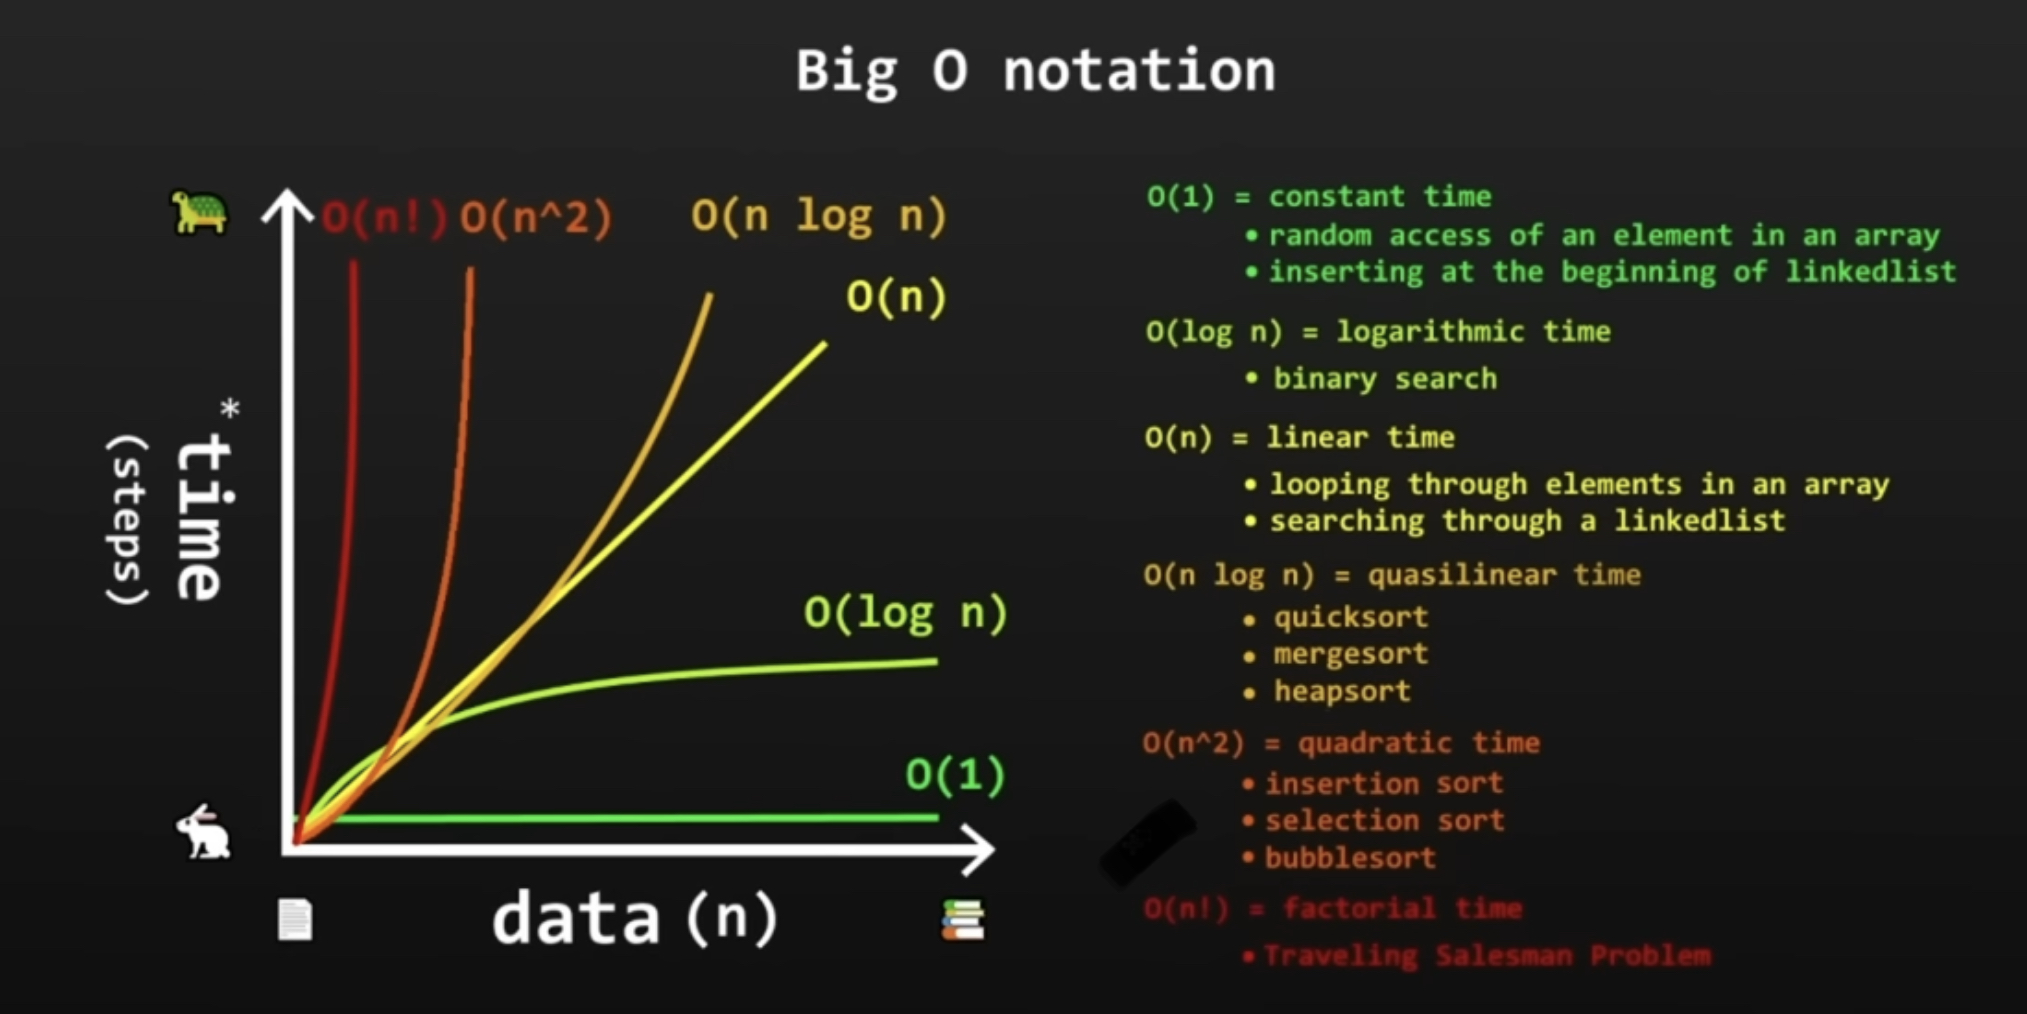 Big O notation
O(n!)
O(n^2)
O(n log n)
O(n)
O(log n)
O(1)
*
time
(steps)
data (n)
O(1) = constant time
• random access of an element in an array
• inserting at the beginning of linkedlist
O(log n) = logarithmic time
• binary search
O(n) = linear time
• looping through elements in an array
• searching through a linkedlist
O(n log n) = quasilinear time
• quicksort
• mergesort
• heapsort
O(n^2) = quadratic time
• insertion sort
• selection sort
• bubblesort
O(n!) = factorial time
• Traveling Salesman Problem